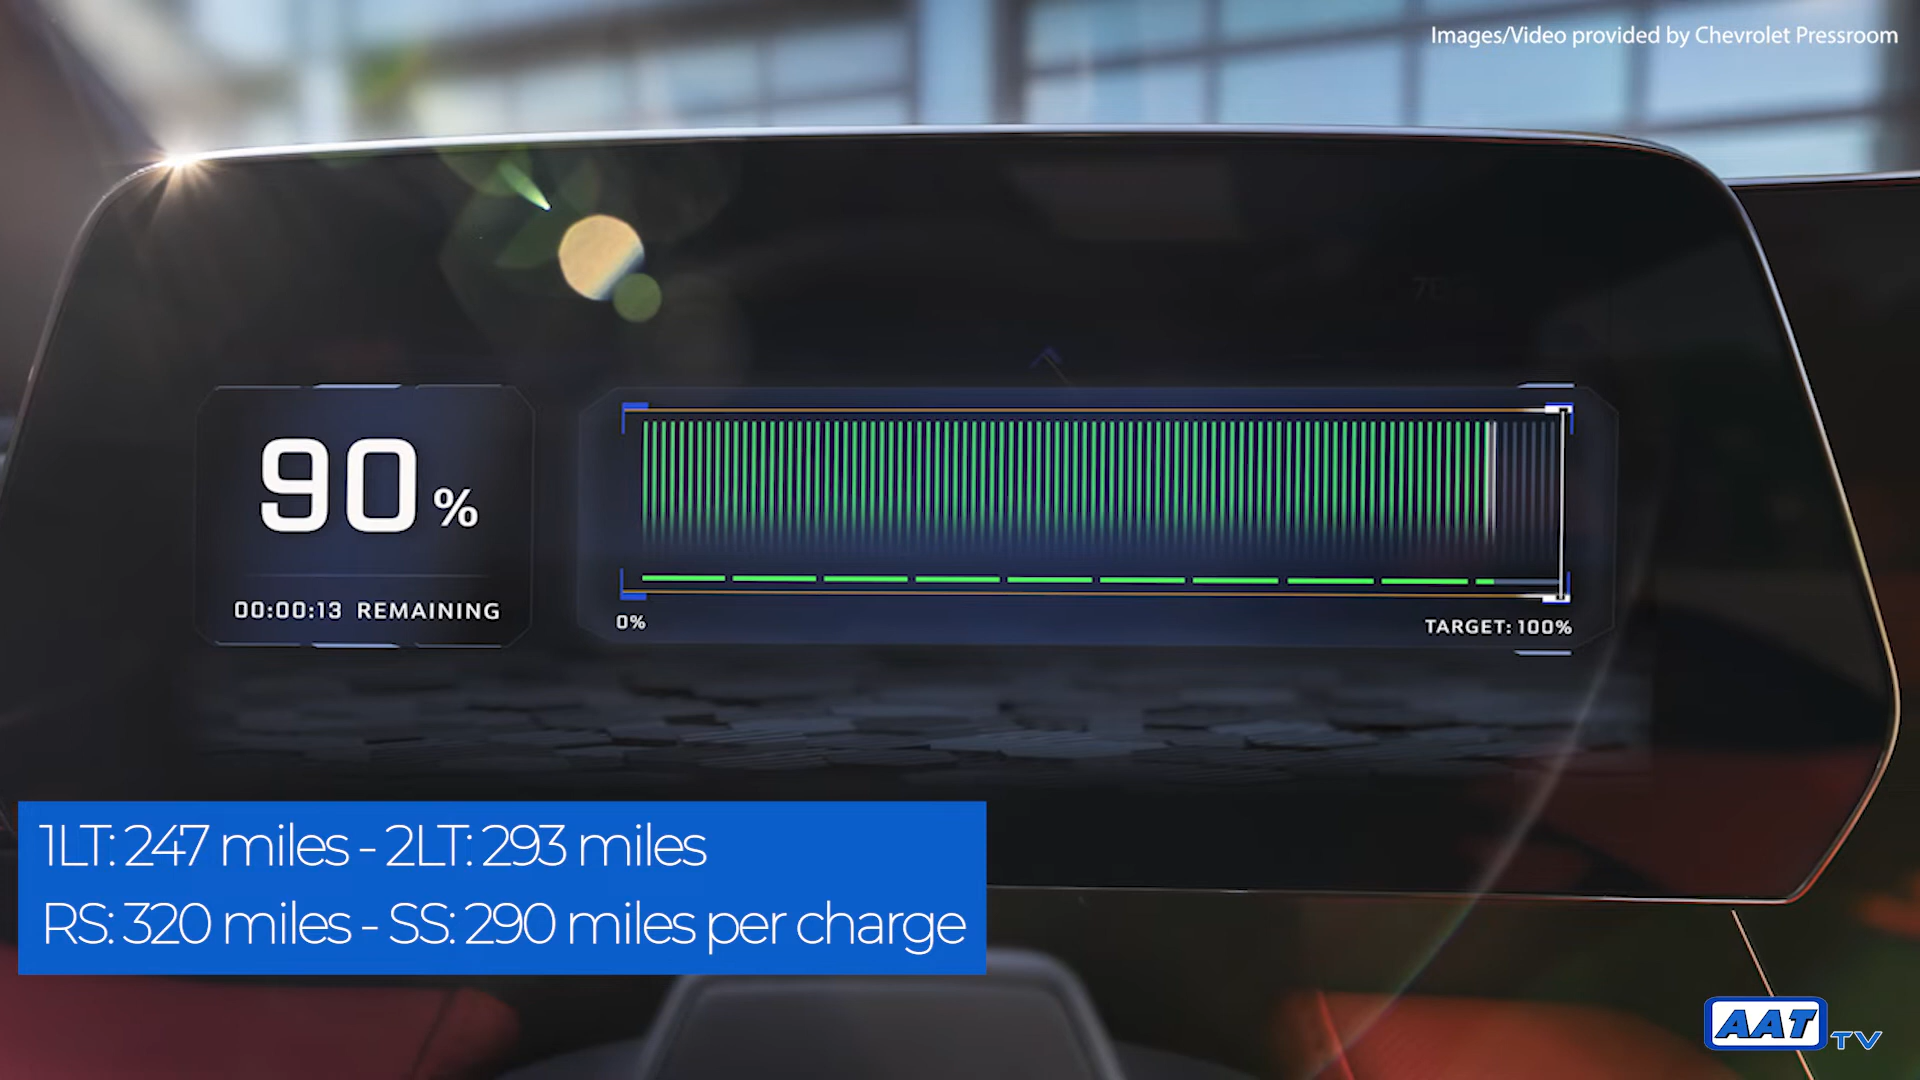 Images/Video provided by Chevrolet Pressroom
90%
00:00:13 REMAINING
0%
TARGET: 100%
1LT: 247 miles - 2LT: 293 miles
RS: 320 miles - SS: 290 miles per charge
AAT TV